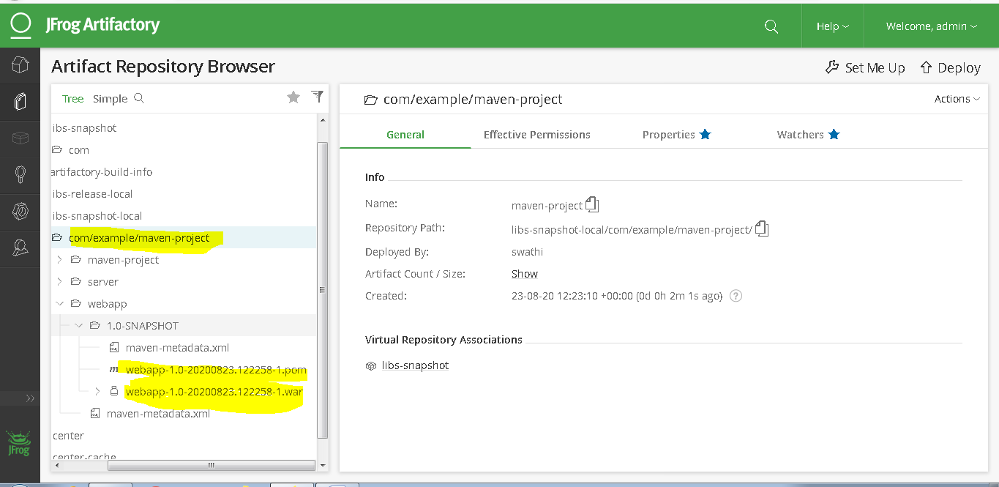 JFrog Artifactory
Help
Welcome, admin
Artifact Repository Browser
Set Me Up
Deploy
Tree Simple
ibs-snapshot
com
artifactory-build-info
ibs-release-local
ibs-snapshot-local
com/example/maven-project
maven-project
server
webapp
1.0-SNAPSHOT
maven-metadata.xml
m webapp-1.0-20200823.122258-1.pom
webapp-1.0-20200823.122258-1.war
maven-metadata.xml
center
center-cache
JFrog
com/example/maven-project
Actions
General Effective Permissions Properties Watchers
Info
Name: maven-project
Repository Path: libs-snapshot-local/com/example/maven-project/
Deployed By: swathi
Artifact Count / Size: Show
Created: 23-08-20 12:23:10 +00:00 (0d 0h 2m 1s ago) ?
Virtual Repository Associations
libs-snapshot